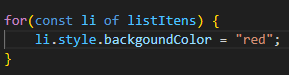 for(const li of listItens) {
    li.style.backgoundColor = "red";
}